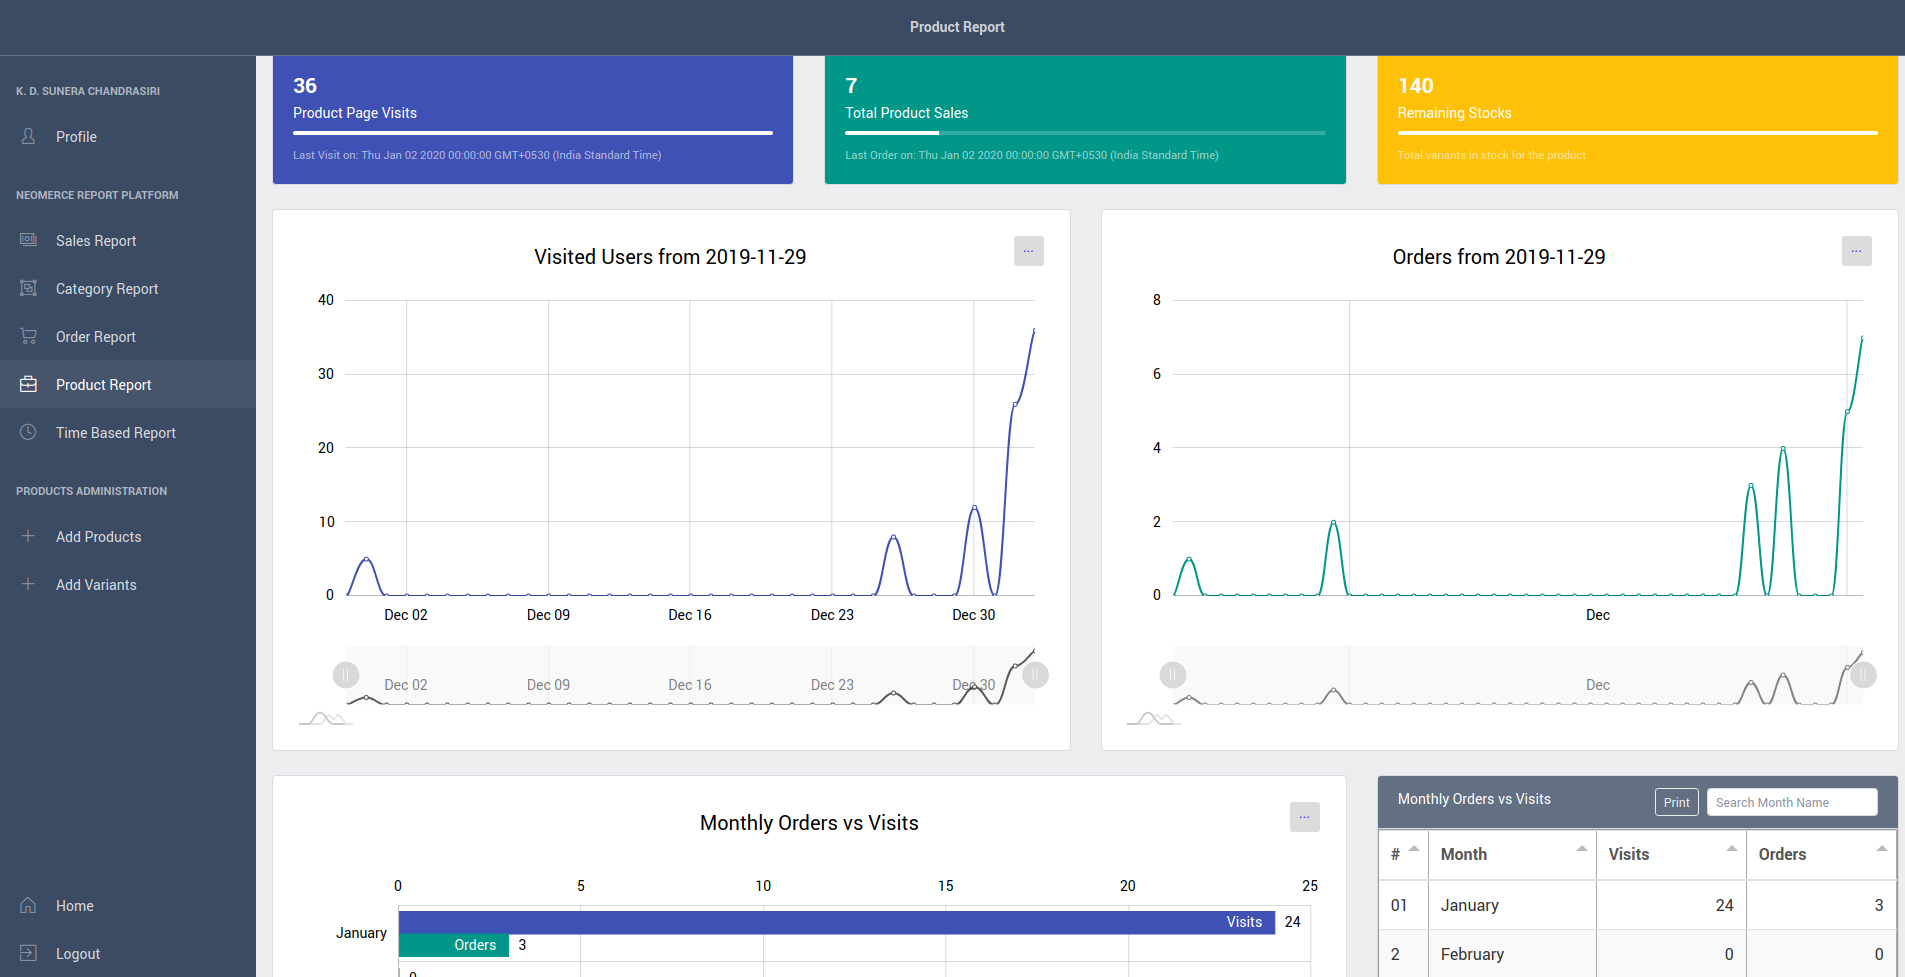 Product Report
K. D. SUNERA CHANDRASIRI
Profile
NEOMERCE REPORT PLATFORM
Sales Report
Category Report
Order Report
Product Report
Time Based Report
PRODUCTS ADMINISTRATION
Add Products
Add Variants
Home
Logout
36
Product Page Visits
Last Visit on: Thu Jan 02 2020 00:00:00 GMT+0530 (India Standard Time)
7
Total Product Sales
Last Order on: Thu Jan 02 2020 00:00:00 GMT+0530 (India Standard Time)
140
Remaining Stocks
Total variants in stock for the product
Visited Users from 2019-11-29
...
40
30
20
10
0
Dec 02 Dec 09 Dec 16 Dec 23 Dec 30
Dec 02 Dec 09 Dec 16 Dec 23 Dec 30
Orders from 2019-11-29
...
8
6
4
2
0
Dec
Dec
Monthly Orders vs Visits
...
0 5 10 15 20 25
January
Visits 24
Orders 3
0
Monthly Orders vs Visits
Print
Search Month Name
# Month Visits Orders
01 January 24 3
2 February 0 0